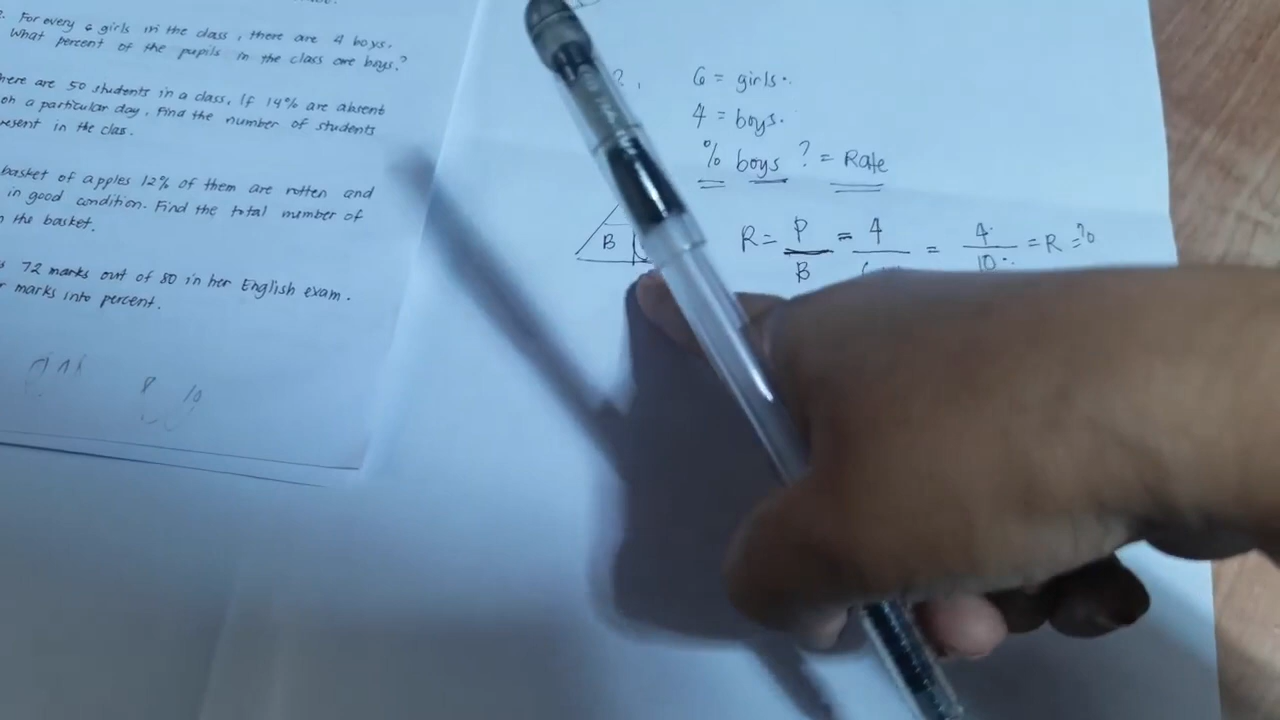 2. For every 6 girls in the class, there are 4 boys.
What percent of the pupils in the class are boys?
here are 50 students in a class. If 14% are absent
on a particular day, Find the number of students
resent in the clas.
basket of apples 12% of them are rotten and
in good condition. Find the total number of
the basket.
72 marks out of 80 in her English exam.
marks into percent.
? 6 = girls.
4 = boys.
% boys ? = Rate
B R = P/B = 4/ = 4/10 = R = %